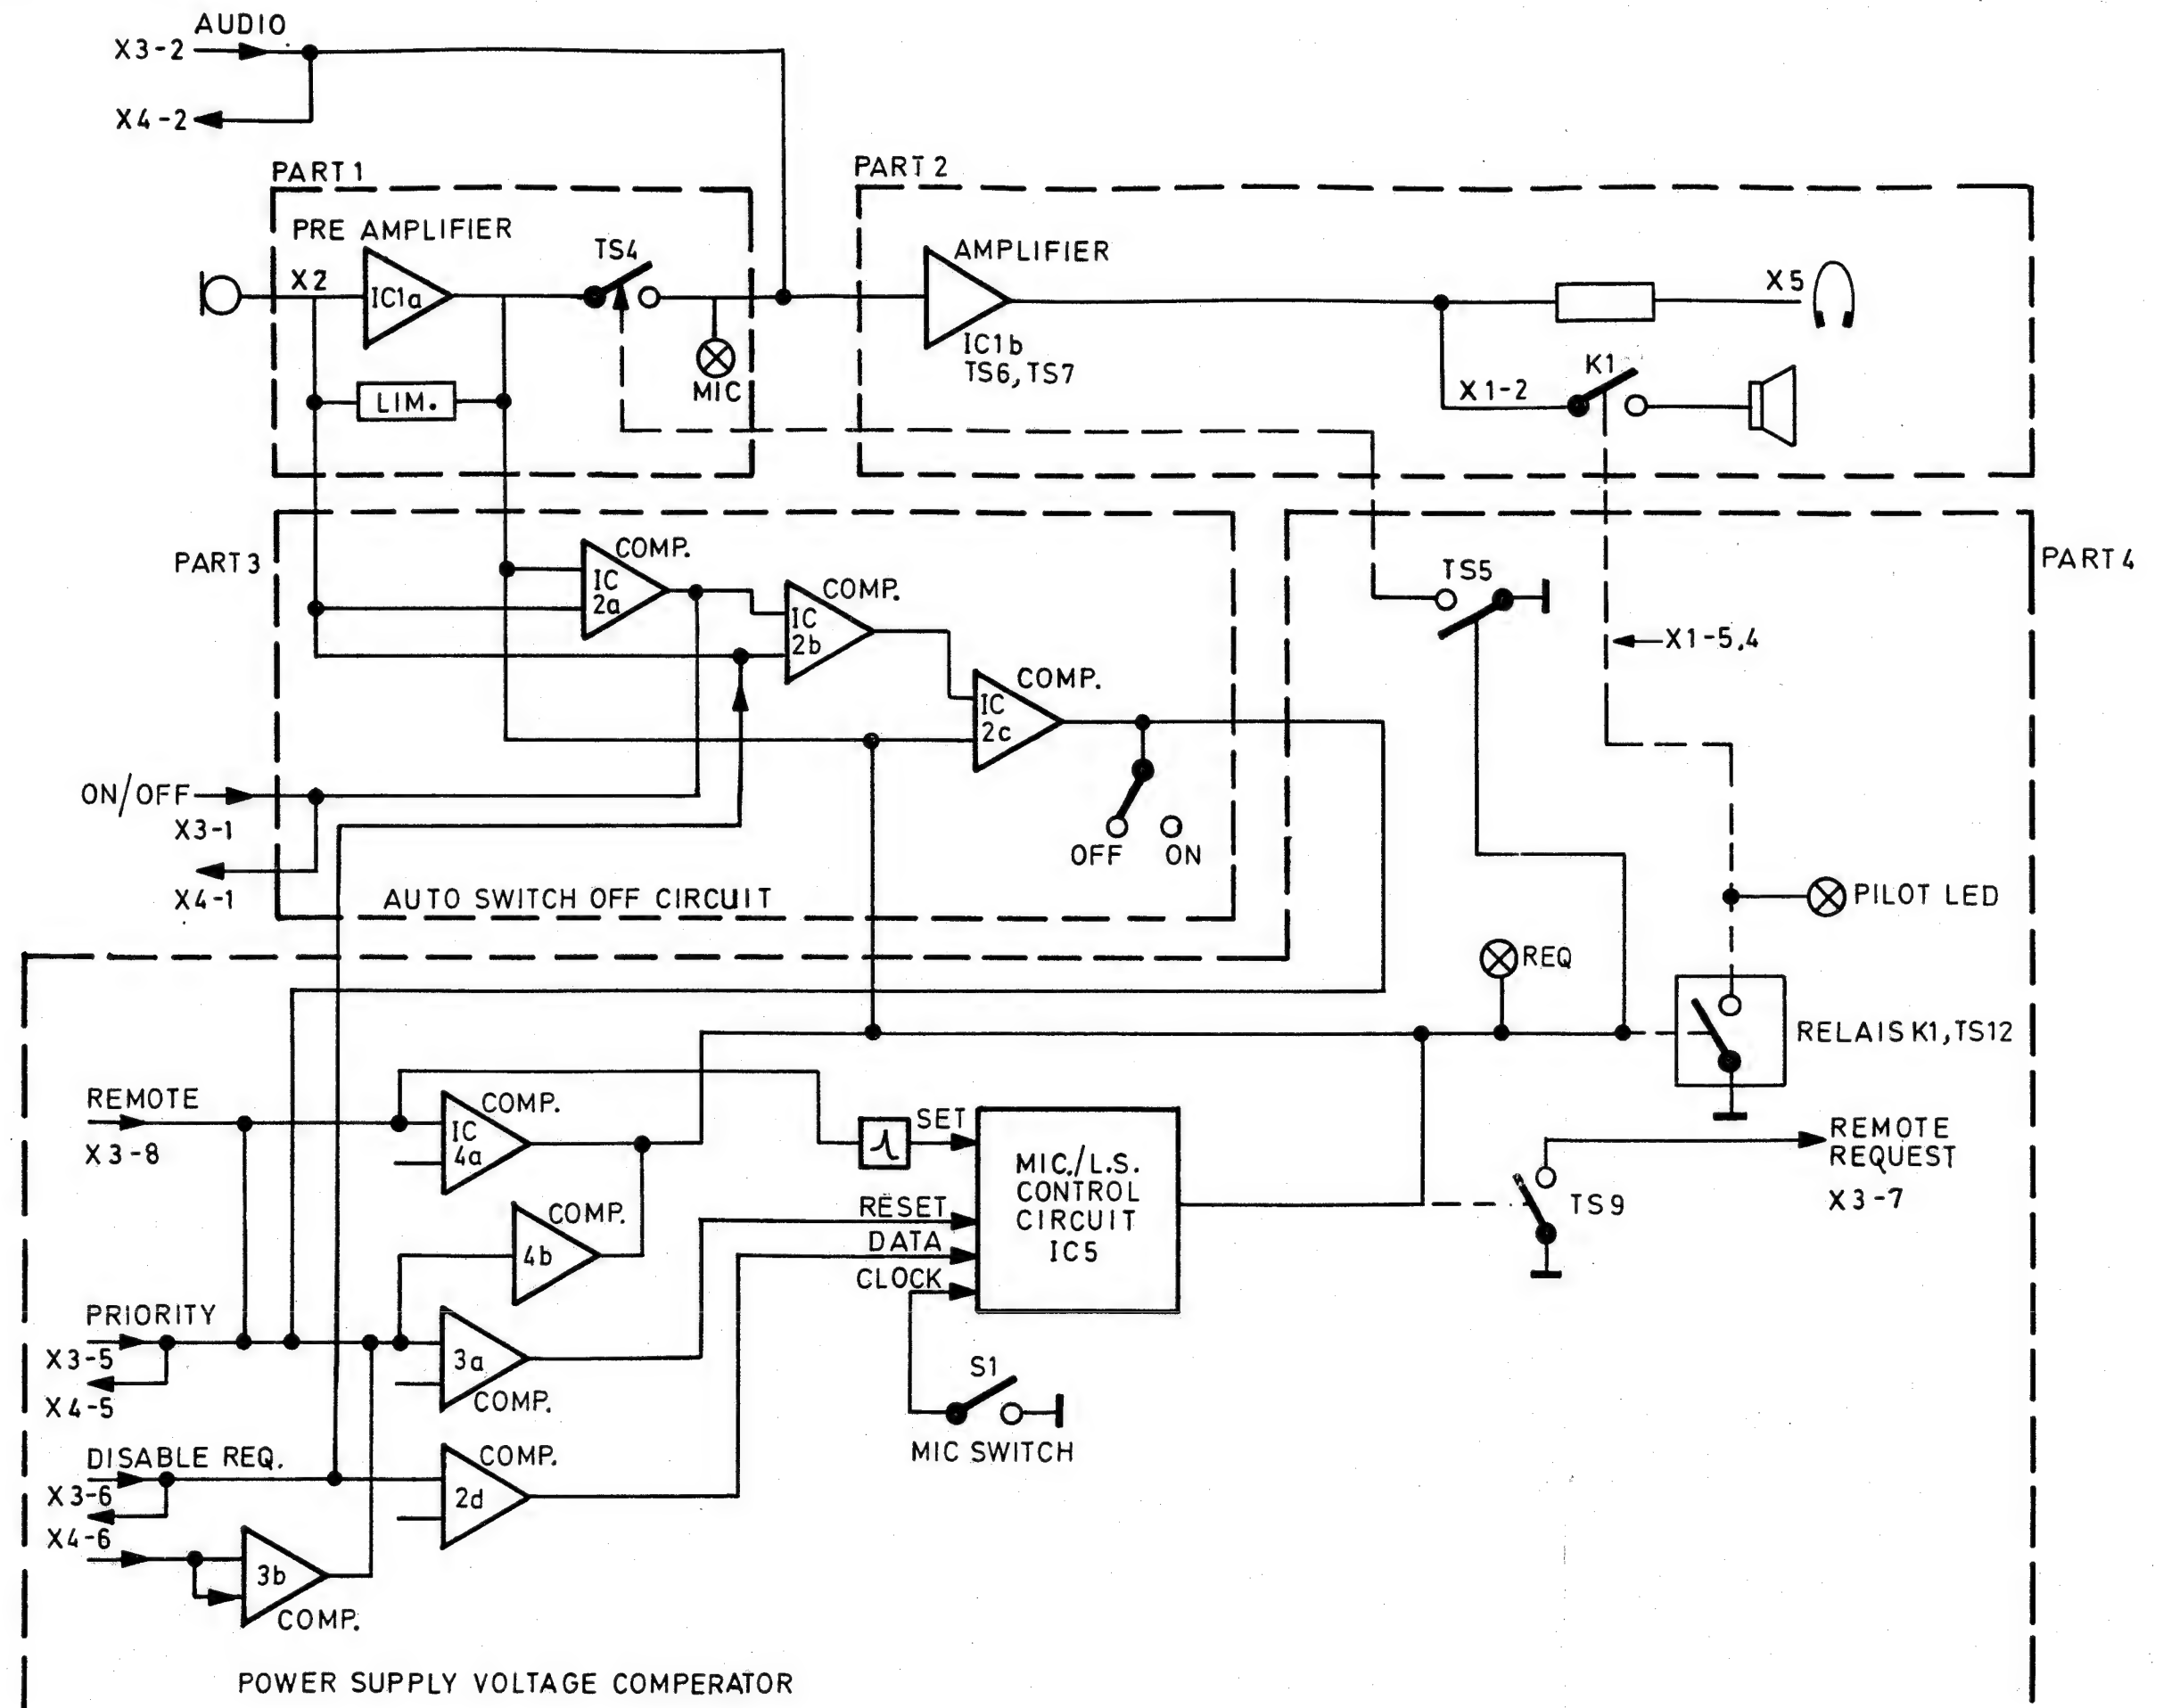 AUDIO
X3-2
X4-2
PART 1
PART 2
PRE AMPLIFIER
TS4
AMPLIFIER
X2
IC1a
X5
IC1b
TS6, TS7
K1
MIC
X1-2
LIM.
PART 3
COMP.
IC
2a
COMP.
IC
2b
TS5
PART 4
X1-5,4
COMP.
IC
2c
ON/OFF
X3-1
OFF ON
X4-1
AUTO SWITCH OFF CIRCUIT
PILOT LED
REQ
RELAIS K1, TS12
REMOTE
X3-8
COMP.
IC
4a
SET
MIC./L.S.
CONTROL
CIRCUIT
IC5
REMOTE
REQUEST
X3-7
TS9
COMP.
4b
RESET
DATA
CLOCK
PRIORITY
X3-5
X4-5
3a
COMP.
S1
MIC SWITCH
DISABLE REQ.
X3-6
X4-6
COMP.
2d
3b
COMP.
POWER SUPPLY VOLTAGE COMPERATOR